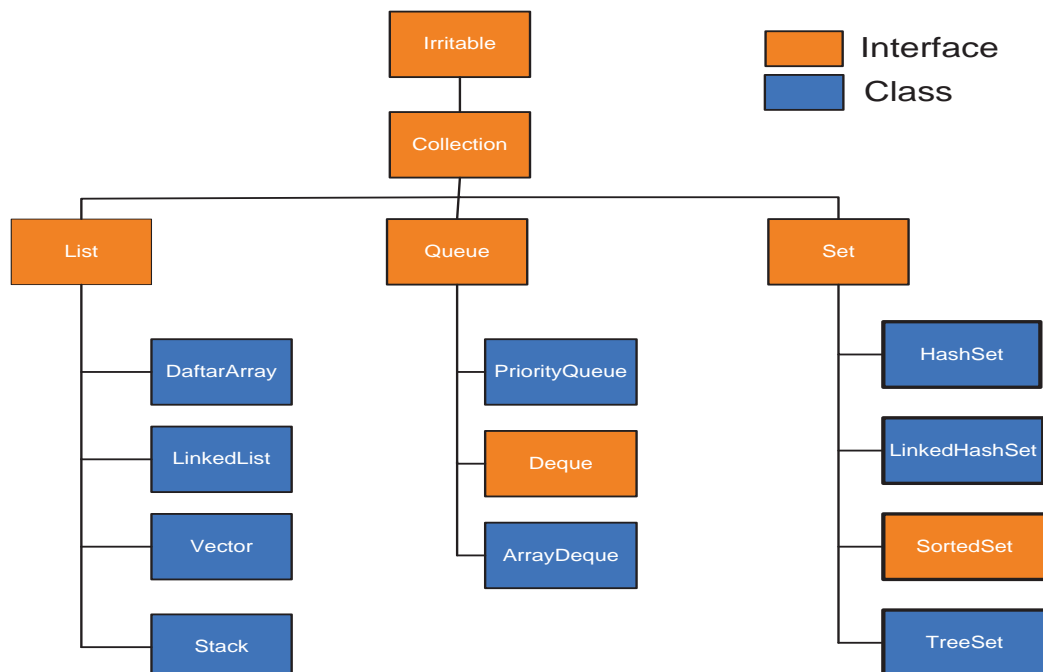 Irritable
Interface
Class
Collection
List
Queue
Set
DaftarArray
LinkedList
Vector
Stack
PriorityQueue
Deque
ArrayDeque
HashSet
LinkedHashSet
SortedSet
TreeSet